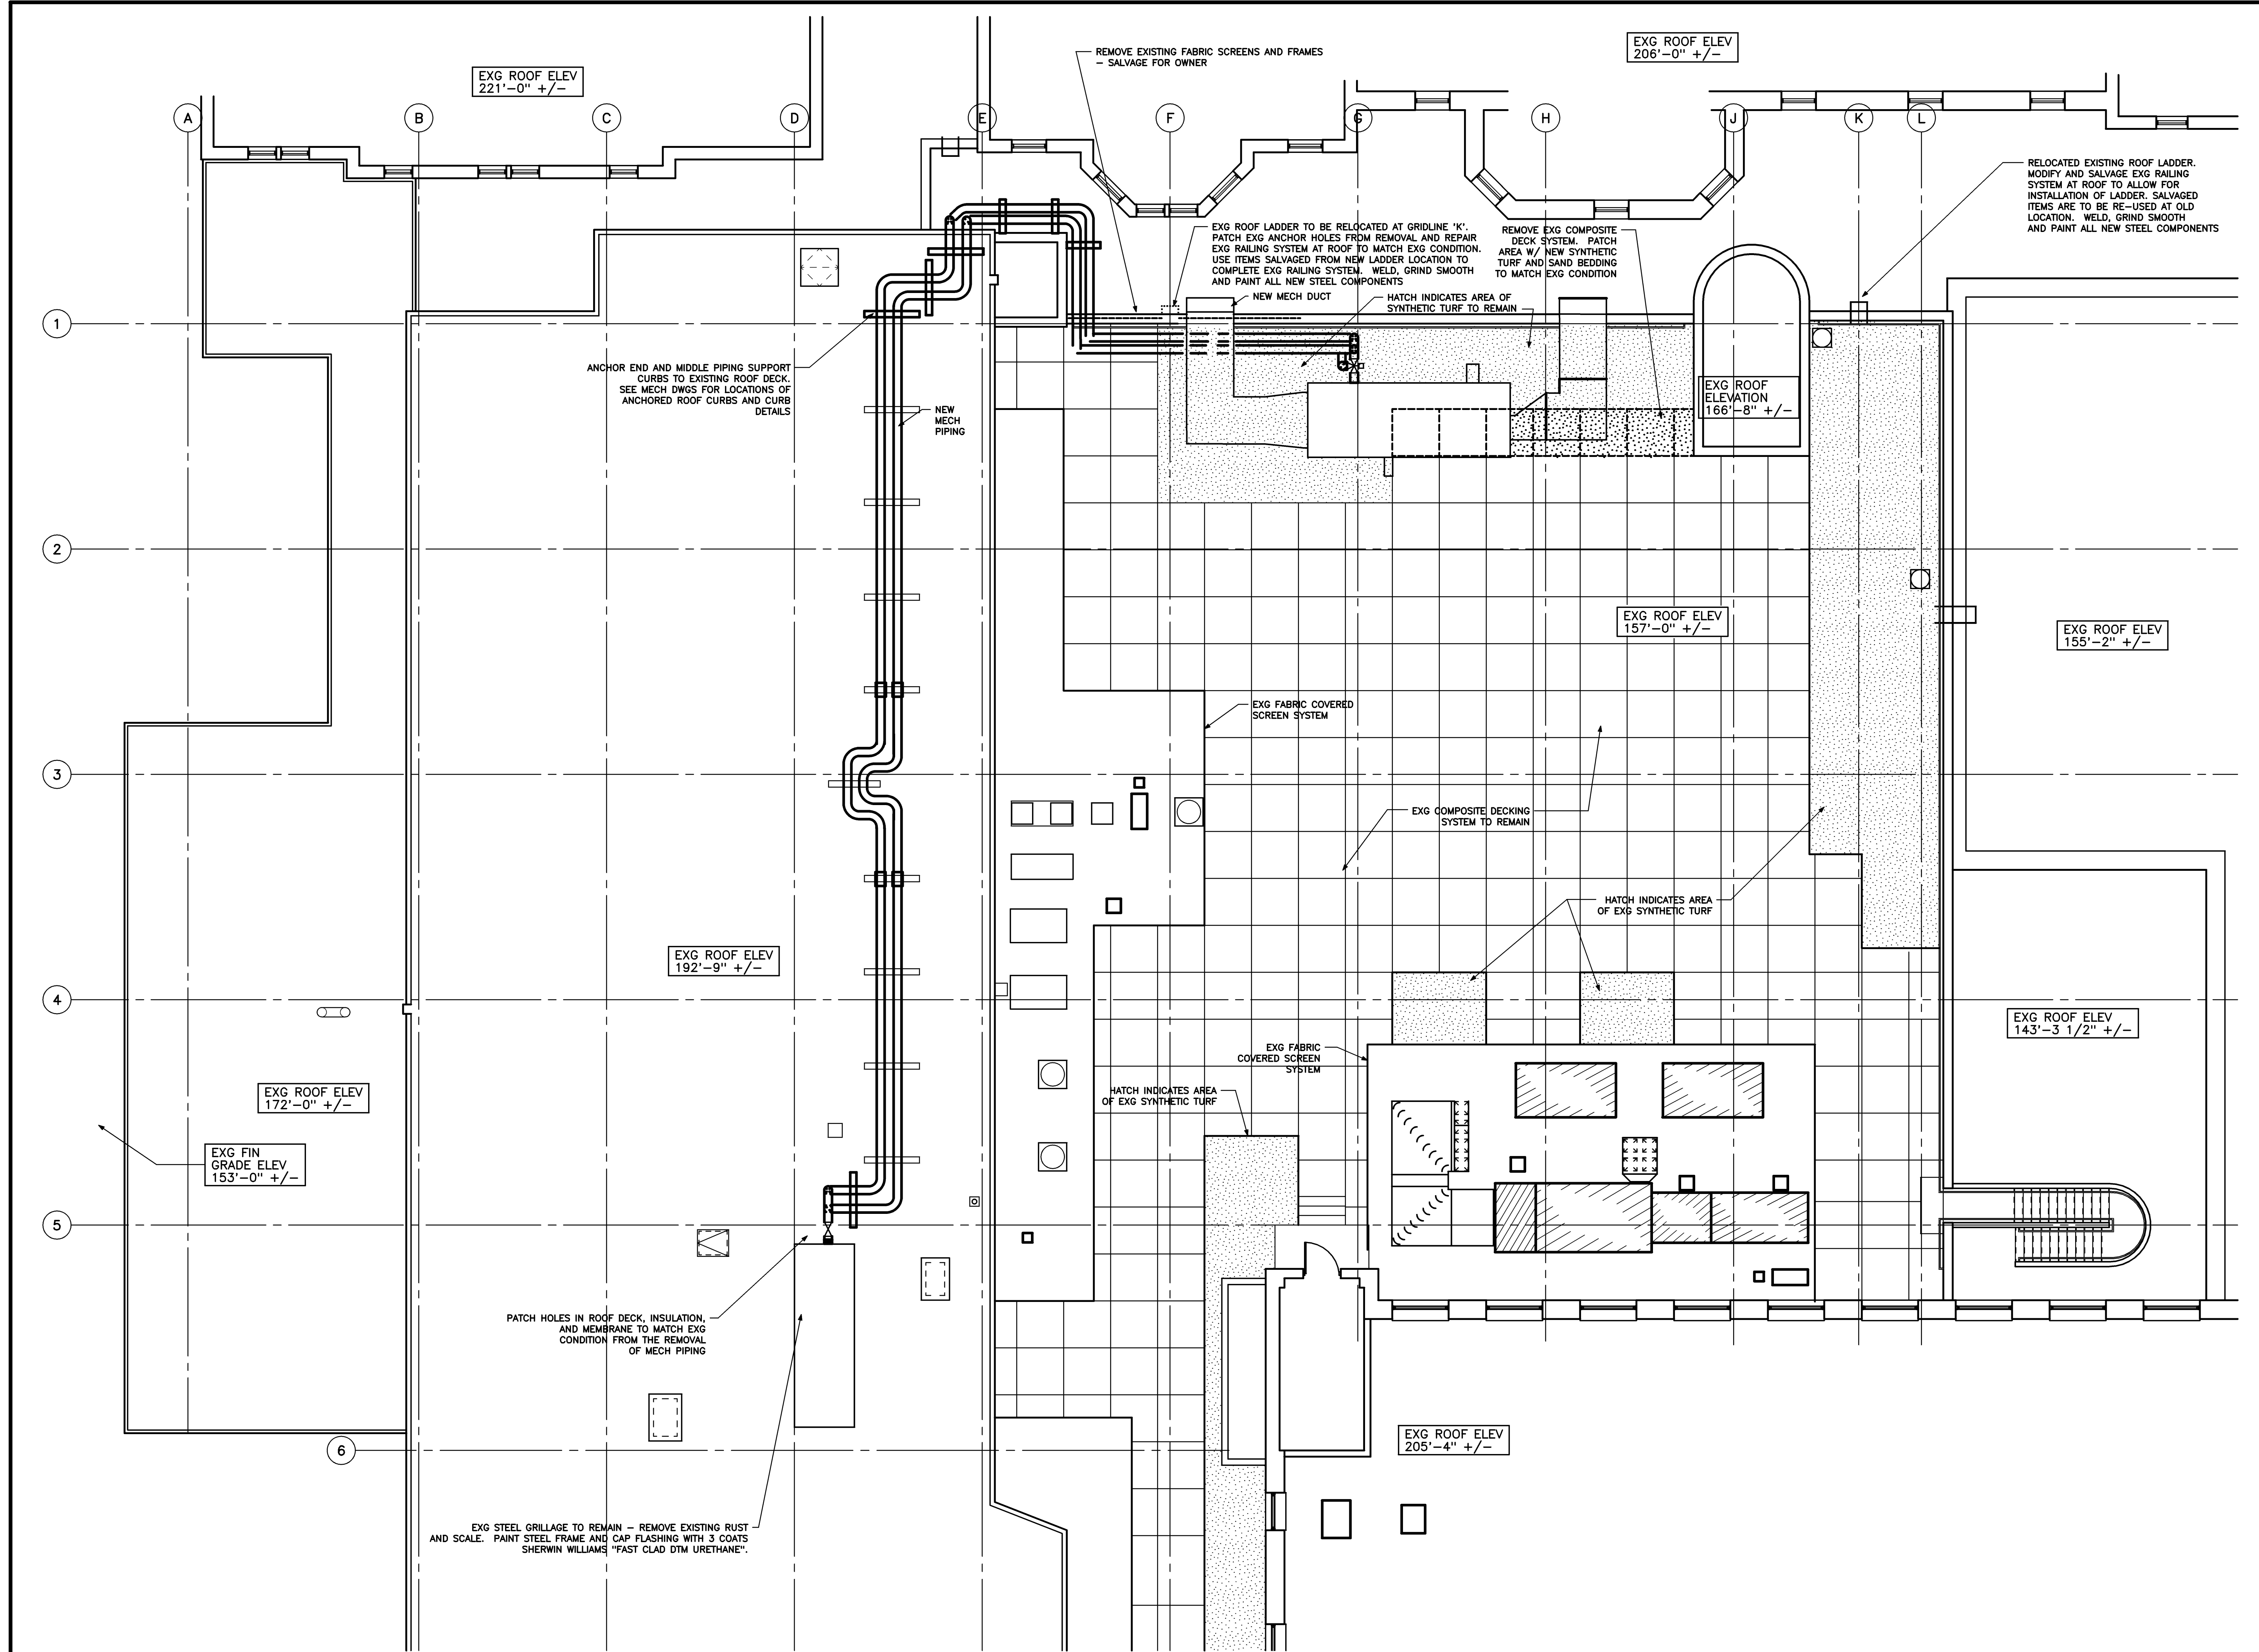 EXG ROOF ELEV
221'-0" +/-
REMOVE EXISTING FABRIC SCREENS AND FRAMES
- SALVAGE FOR OWNER
EXG ROOF ELEV
206'-0" +/-
A
B
C
D
E
F
G
H
J
K
L
RELOCATED EXISTING ROOF LADDER.
MODIFY AND SALVAGE EXG RAILING
SYSTEM AT ROOF TO ALLOW FOR
INSTALLATION OF LADDER. SALVAGED
ITEMS ARE TO BE RE-USED AT OLD
LOCATION. WELD, GRIND SMOOTH
AND PAINT ALL NEW STEEL COMPONENTS
EXG ROOF LADDER TO BE RELOCATED AT GRIDLINE 'K'.
PATCH EXG ANCHOR HOLES FROM REMOVAL AND REPAIR
EXG RAILING SYSTEM AT ROOF TO MATCH EXG CONDITION.
USE ITEMS SALVAGED FROM NEW LADDER LOCATION TO
COMPLETE EXG RAILING SYSTEM. WELD, GRIND SMOOTH
AND PAINT ALL NEW STEEL COMPONENTS
REMOVE EXG COMPOSITE
DECK SYSTEM. PATCH
AREA W/ NEW SYNTHETIC
TURF AND SAND BEDDING
TO MATCH EXG CONDITION
NEW MECH DUCT
HATCH INDICATES AREA OF
SYNTHETIC TURF TO REMAIN
1
ANCHOR END AND MIDDLE PIPING SUPPORT
CURBS TO EXISTING ROOF DECK.
SEE MECH DWGS FOR LOCATIONS OF
ANCHORED ROOF CURBS AND CURB
DETAILS
NEW
MECH
PIPING
EXG ROOF
ELEVATION
166'-8" +/-
2
EXG ROOF ELEV
157'-0" +/-
EXG ROOF ELEV
155'-2" +/-
EXG FABRIC COVERED
SCREEN SYSTEM
3
EXG COMPOSITE DECKING
SYSTEM TO REMAIN
HATCH INDICATES AREA
OF EXG SYNTHETIC TURF
EXG ROOF ELEV
192'-9" +/-
4
EXG ROOF ELEV
143'-3 1/2" +/-
EXG FABRIC
COVERED SCREEN
SYSTEM
EXG ROOF ELEV
172'-0" +/-
HATCH INDICATES AREA
OF EXG SYNTHETIC TURF
EXG FIN
GRADE ELEV
153'-0" +/-
5
PATCH HOLES IN ROOF DECK, INSULATION,
AND MEMBRANE TO MATCH EXG
CONDITION FROM THE REMOVAL
OF MECH PIPING
6
EXG ROOF ELEV
205'-4" +/-
EXG STEEL GRILLAGE TO REMAIN - REMOVE EXISTING RUST
AND SCALE. PAINT STEEL FRAME AND CAP FLASHING WITH 3 COATS
SHERWIN WILLIAMS "FAST CLAD DTM URETHANE".